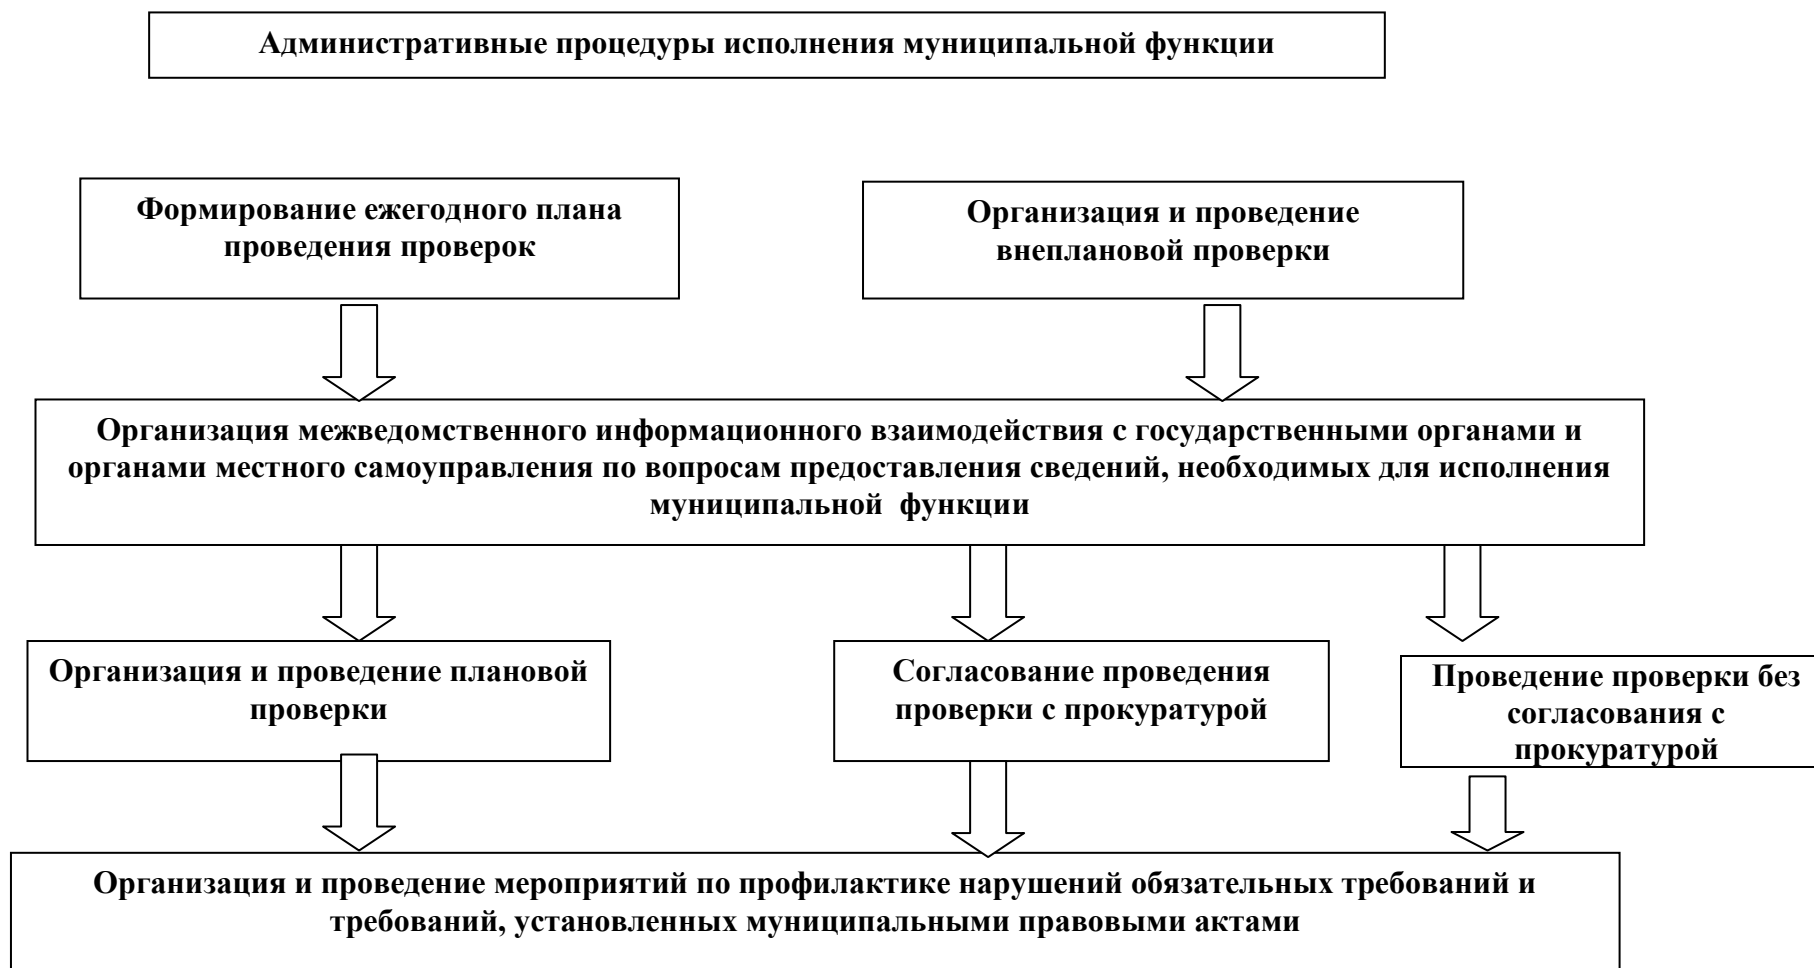 Административные процедуры исполнения муниципальной функции
Формирование ежегодного плана
проведения проверок
Организация и проведение
внеплановой проверки
Организация межведомственного информационного взаимодействия с государственными органами и
органами местного самоуправления по вопросам предоставления сведений, необходимых для исполнения
муниципальной функции
Организация и проведение плановой
проверки
Согласование проведения
проверки с прокуратурой
Проведение проверки без
согласования с
прокуратурой
Организация и проведение мероприятий по профилактике нарушений обязательных требований и
требований, установленных муниципальными правовыми актами